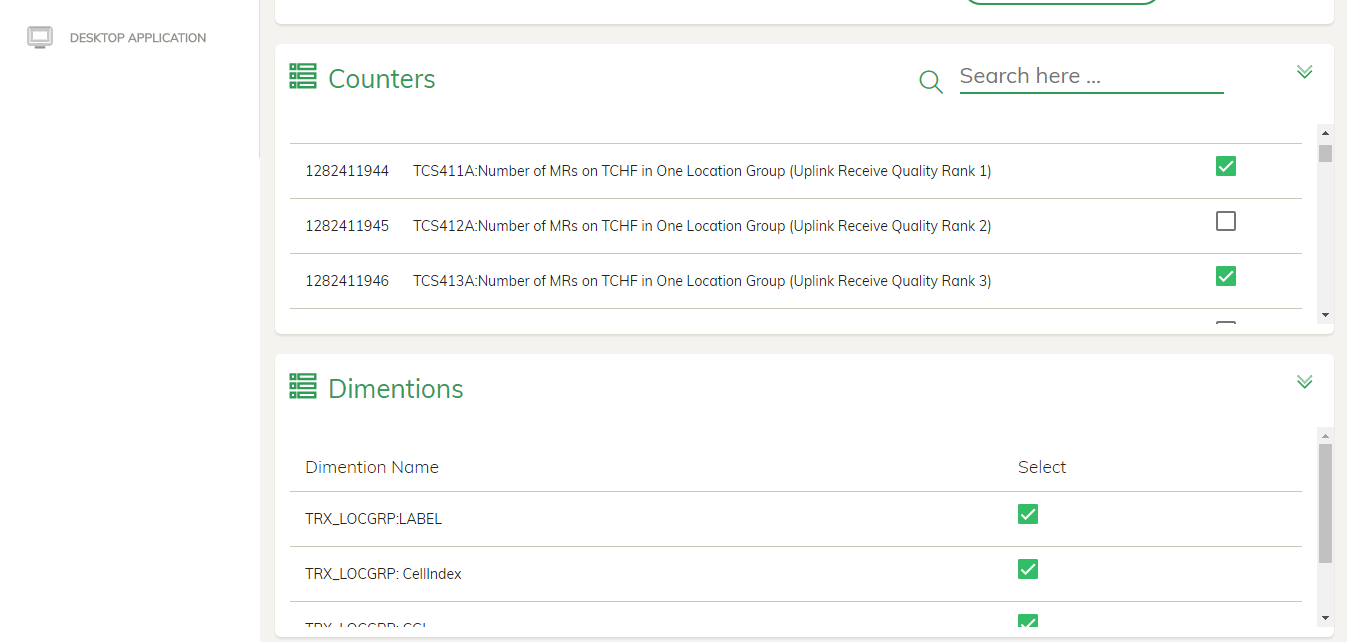 DESKTOP APPLICATION
Counters
Search here ...
1282411944 TCS411A:Number of MRs on TCHF in One Location Group (Uplink Receive Quality Rank 1)
1282411945 TCS412A:Number of MRs on TCHF in One Location Group (Uplink Receive Quality Rank 2)
1282411946 TCS413A:Number of MRs on TCHF in One Location Group (Uplink Receive Quality Rank 3)
Dimentions
Dimention Name Select
TRX_LOCGRP:LABEL
TRX_LOCGRP: CellIndex
TRX_LOCGRP: CGI